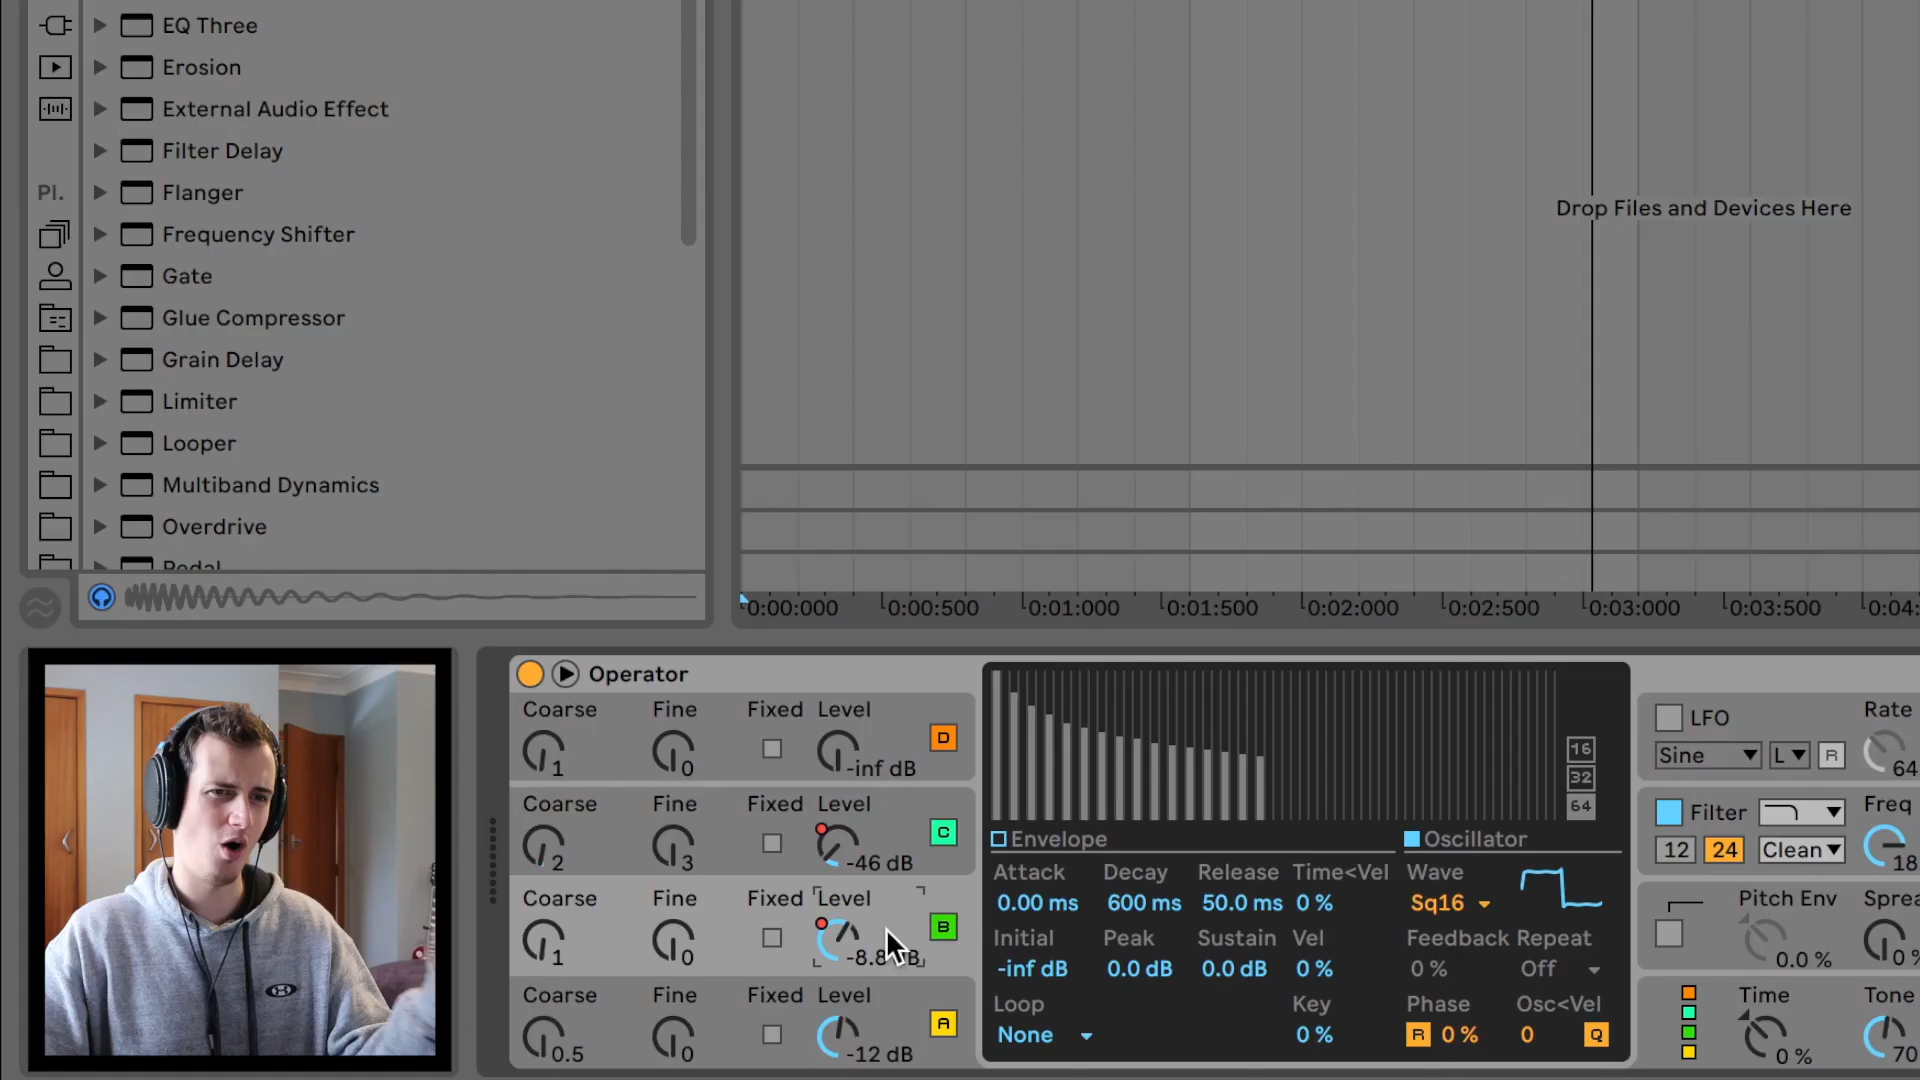 EQ Three
Erosion
External Audio Effect
Filter Delay
Pl.
Flanger
Frequency Shifter
Gate
Glue Compressor
Grain Delay
Limiter
Looper
Multiband Dynamics
Overdrive
Pedal
Drop Files and Devices Here
0:00:000 0:00:500 0:01:000 0:01:500 0:02:000 0:02:500 0:03:000 0:03:500 0:04:
Operator
Coarse Fine Fixed Level
1 0 -inf dB D
Coarse Fine Fixed Level
2 3 -46 dB C
Coarse Fine Fixed Level
1 0 B
Coarse Fine Fixed Level
0.5 0 -12 dB A
16
32
64
Envelope Oscillator
Attack Decay Release Time<Vel Wave
0.00 ms 600 ms 50.0 ms 0 % Sq16
Initial Peak Sustain Vel Feedback Repeat
-inf dB 0.0 dB 0.0 dB 0 % 0 % Off
Loop Key Phase Osc<Vel
None 0 % R 0 % 0 Q
LFO Rate
Sine L R 64
Filter Freq
12 24 Clean 18
Pitch Env Sprea
0.0 % 0 %
Time Tone
0 % 70